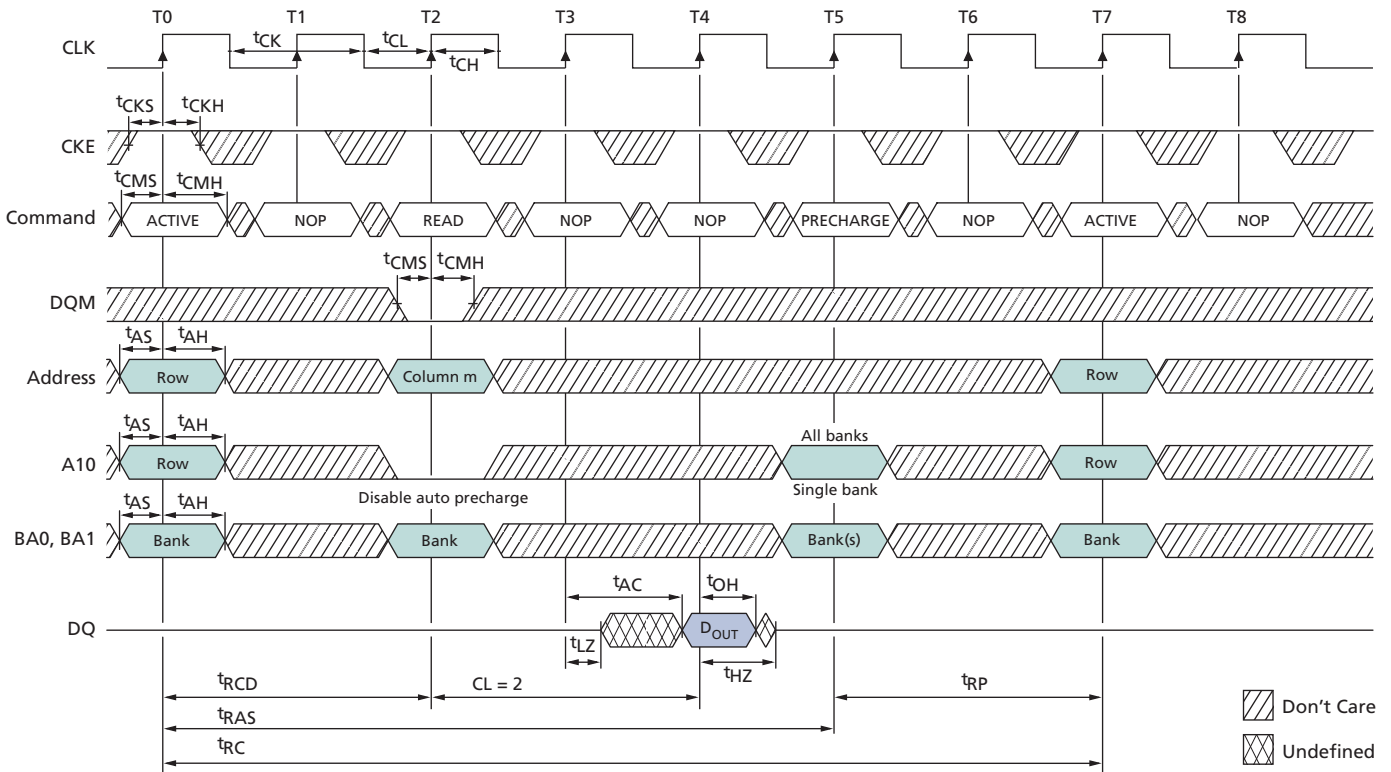 T0 T1 T2 T3 T4 T5 T6 T7 T8
CLK tCK tCL tCH
tCKS tCKH
CKE
tCMS tCMH
Command ACTIVE NOP READ NOP NOP PRECHARGE NOP ACTIVE NOP
tCMS tCMH
DQM
tAS tAH
Address Row Column m Row
tAS tAH All banks
A10 Row Row
Disable auto precharge Single bank
tAS tAH
BA0, BA1 Bank Bank Bank(s) Bank
tAC tOH
DQ DOUT
tLZ tHZ
tRCD CL = 2 tRP
Don't Care
tRAS
tRC
Undefined